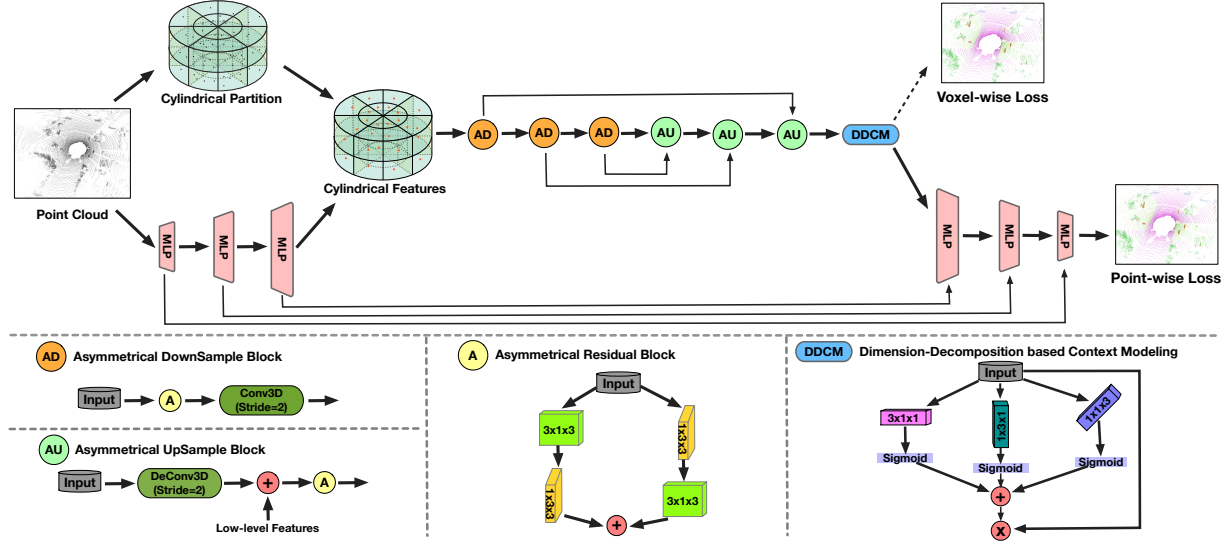 Cylindrical Partition
Voxel-wise Loss
AD
AD
AD
AU
AU
AU
DDCM
Cylindrical Features
Point Cloud
MLP
MLP
MLP
MLP
MLP
MLP
Point-wise Loss
AD
Asymmetrical DownSample Block
Input
A
Conv3D
(Stride=2)
AU
Asymmetrical UpSample Block
Input
DeConv3D
(Stride=2)
+
A
Low-level Features
A
Asymmetrical Residual Block
Input
3x1x3
1x3x3
1x3x3
3x1x3
+
DDCM
Dimension-Decomposition based Context Modeling
Input
3x1x1
1x3x1
1x1x3
Sigmoid
Sigmoid
Sigmoid
+
X